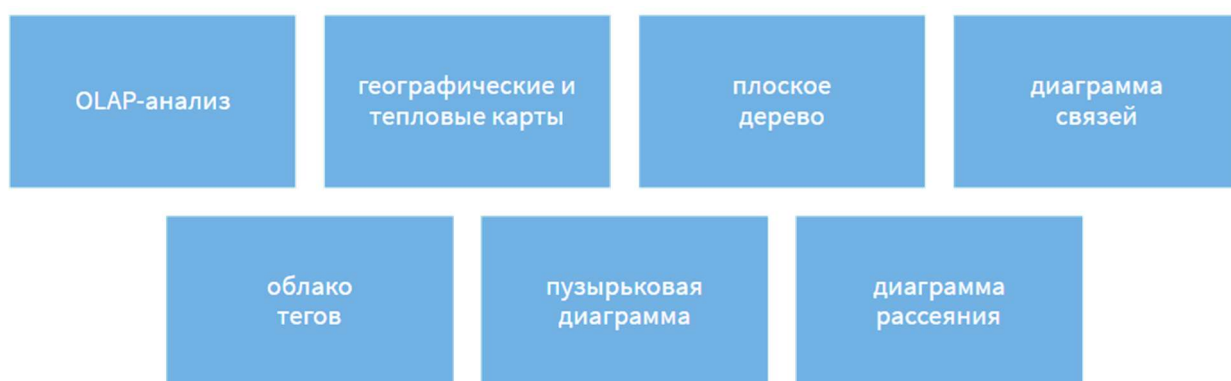 OLAP-анализ
географические и
тепловые карты
плоское
дерево
диаграмма
связей
облако
тегов
пузырьковая
диаграмма
диаграмма
рассеяния